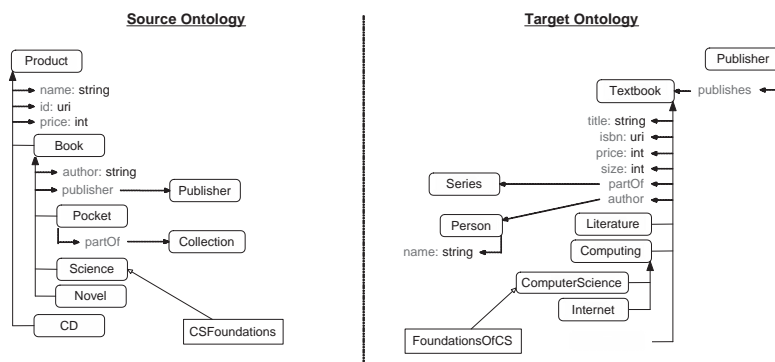 Source Ontology
Product
name: string
id: uri
price: int
Book
author: string
publisher
Publisher
Pocket
partOf
Collection
Science
Novel
CD
CSFoundations
Target Ontology
Publisher
Textbook
publishes
title: string
isbn: uri
price: int
size: int
Series
partOf
author
Person
Literature
name: string
Computing
ComputerScience
Internet
FoundationsOfCS